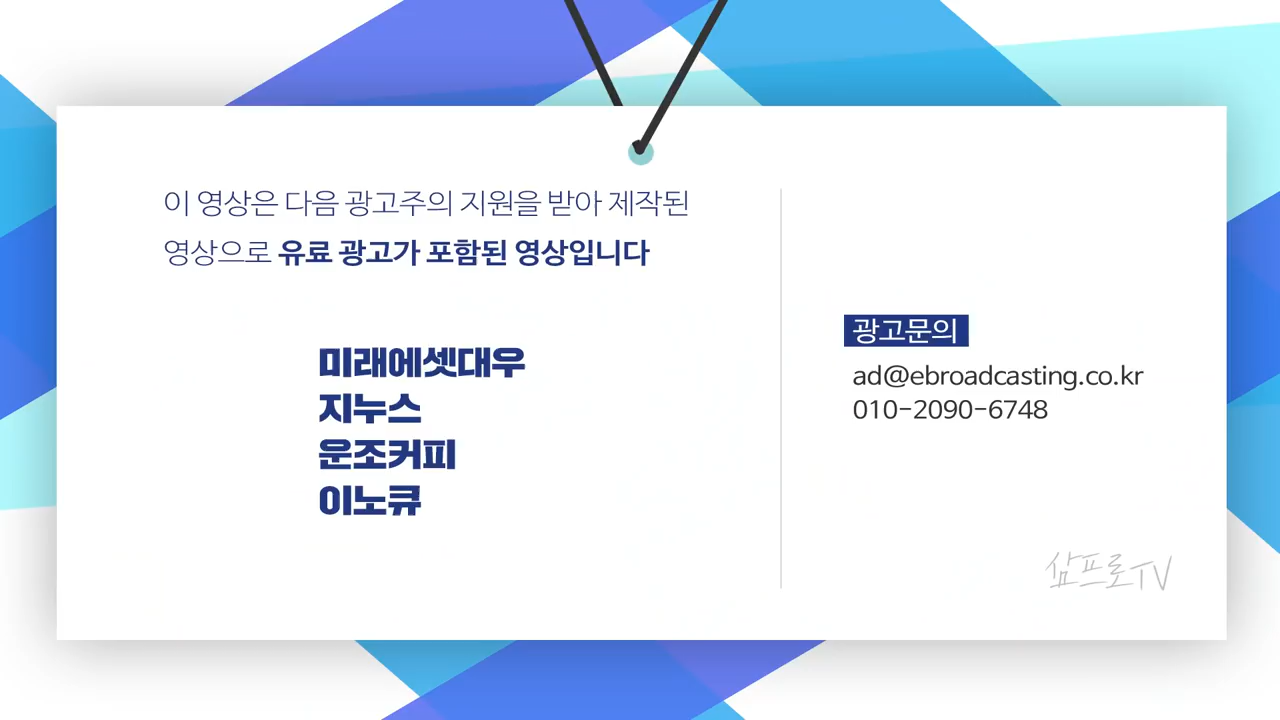 이 영상은 다음 광고주의 지원을 받아 제작된
영상으로 유료 광고가 포함된 영상입니다
미래에셋대우
지누스
운조커피
이노큐
광고문의
ad@ebroadcasting.co.kr
010-2090-6748
삼프로TV